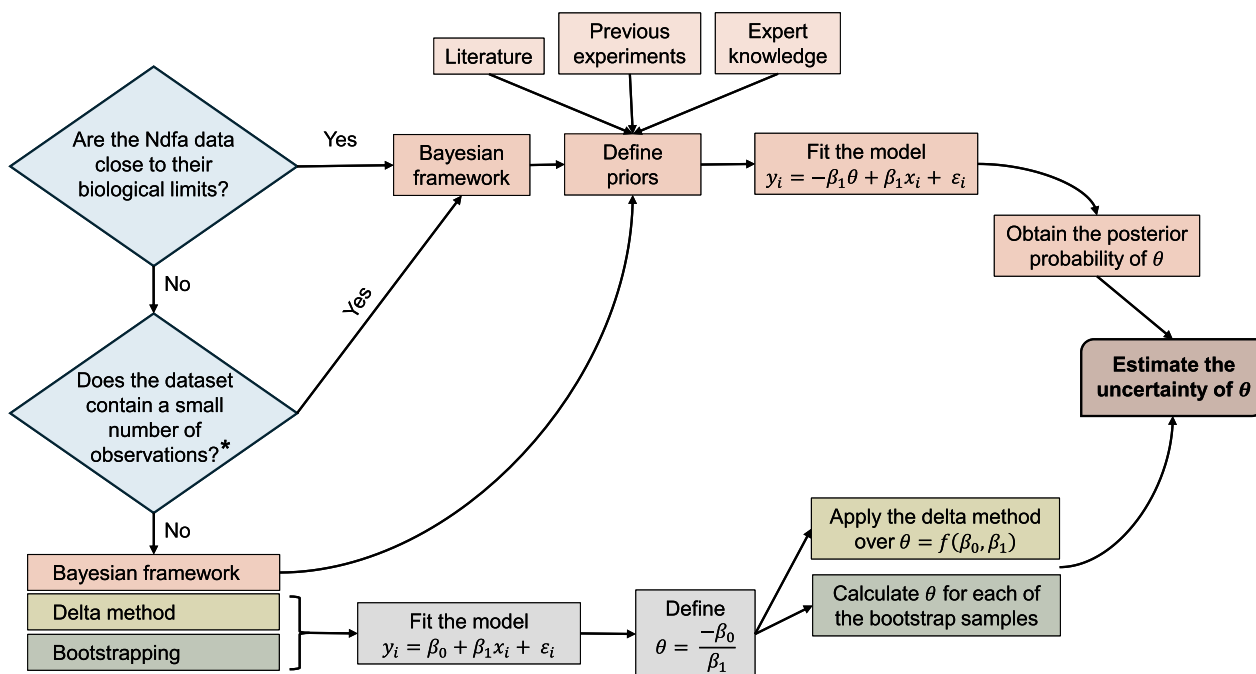 Are the Ndfa data
close to their
biological limits?
Yes
No
Literature
Previous
experiments
Expert
knowledge
Bayesian
framework
Define
priors
Fit the model
yᵢ = −β₁θ + β₁xᵢ + εᵢ
Obtain the posterior
probability of θ
Estimate the
uncertainty of θ
Does the dataset
contain a small
number of
observations?*
Yes
No
Bayesian framework
Delta method
Bootstrapping
Fit the model
yᵢ = β₀ + β₁xᵢ + εᵢ
Define
θ = −β₀/β₁
Apply the delta method
over θ = f(β₀, β₁)
Calculate θ for each of
the bootstrap samples